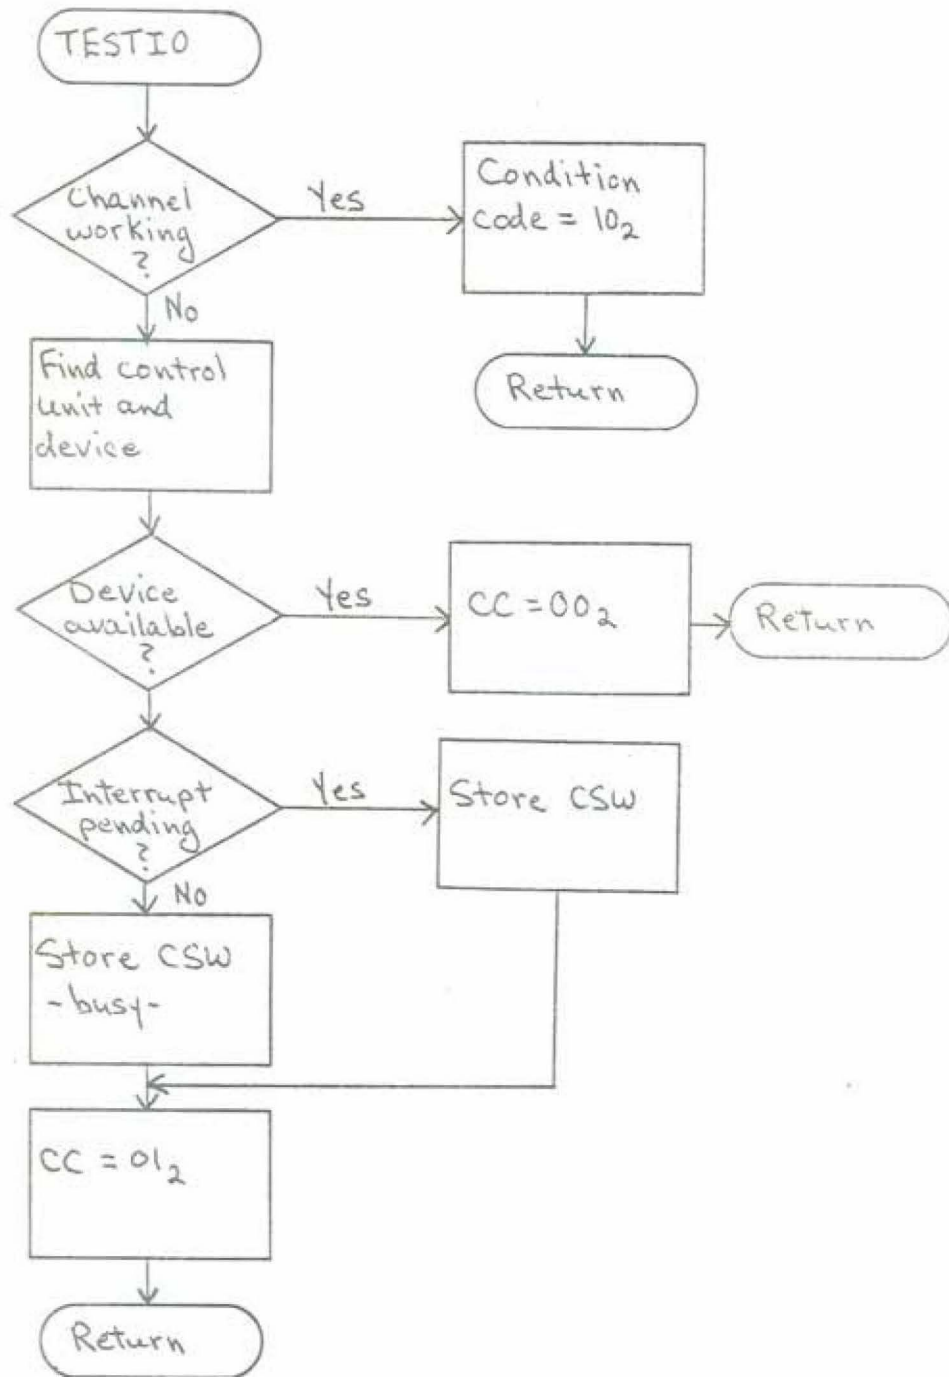 TESTIO
Channel
working
?
Yes
Condition
code = 10₂
No
Return
Find control
unit and
device
Device
available
?
Yes
CC = 00₂
Return
Interrupt
pending
?
Yes
Store CSW
No
Store CSW
- busy -
CC = 01₂
Return